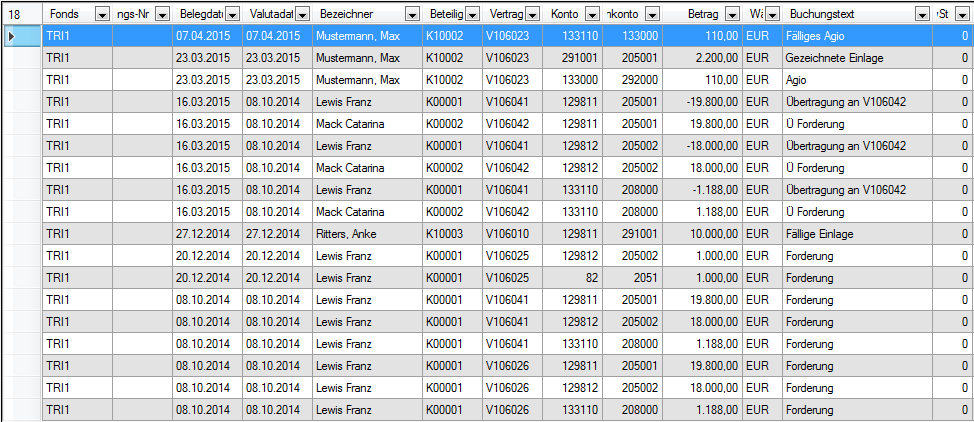 18 Fonds ngs-Nr Belegdatu Valutadat Bezeichner Beteilig Vertrag Konto nkonto Betrag Wä Buchungstext St
TRI1 07.04.2015 07.04.2015 Mustermann, Max K10002 V106023 133110 133000 110,00 EUR Fälliges Agio 0
TRI1 23.03.2015 23.03.2015 Mustermann, Max K10002 V106023 291001 205001 2.200,00 EUR Gezeichnete Einlage 0
TRI1 23.03.2015 23.03.2015 Mustermann, Max K10002 V106023 133000 292000 110,00 EUR Agio 0
TRI1 16.03.2015 08.10.2014 Lewis Franz K00001 V106041 129811 205001 -19.800,00 EUR Übertragung an V106042 0
TRI1 16.03.2015 08.10.2014 Mack Catarina K00002 V106042 129811 205001 19.800,00 EUR Ü Forderung 0
TRI1 16.03.2015 08.10.2014 Lewis Franz K00001 V106041 129812 205002 -18.000,00 EUR Übertragung an V106042 0
TRI1 16.03.2015 08.10.2014 Mack Catarina K00002 V106042 129812 205002 18.000,00 EUR Ü Forderung 0
TRI1 16.03.2015 08.10.2014 Lewis Franz K00001 V106041 133110 208000 -1.188,00 EUR Übertragung an V106042 0
TRI1 16.03.2015 08.10.2014 Mack Catarina K00002 V106042 133110 208000 1.188,00 EUR Ü Forderung 0
TRI1 27.12.2014 27.12.2014 Ritters, Anke K10003 V106010 129811 291001 10.000,00 EUR Fällige Einlage 0
TRI1 20.12.2014 20.12.2014 Lewis Franz K00001 V106025 129812 205002 1.000,00 EUR Forderung 0
TRI1 20.12.2014 20.12.2014 Lewis Franz K00001 V106025 82 2051 1.000,00 EUR Forderung 0
TRI1 08.10.2014 08.10.2014 Lewis Franz K00001 V106041 129811 205001 19.800,00 EUR Forderung 0
TRI1 08.10.2014 08.10.2014 Lewis Franz K00001 V106041 129812 205002 18.000,00 EUR Forderung 0
TRI1 08.10.2014 08.10.2014 Lewis Franz K00001 V106041 133110 208000 1.188,00 EUR Forderung 0
TRI1 08.10.2014 08.10.2014 Lewis Franz K00001 V106026 129811 205001 19.800,00 EUR Forderung 0
TRI1 08.10.2014 08.10.2014 Lewis Franz K00001 V106026 129812 205002 18.000,00 EUR Forderung 0
TRI1 08.10.2014 08.10.2014 Lewis Franz K00001 V106026 133110 208000 1.188,00 EUR Forderung 0